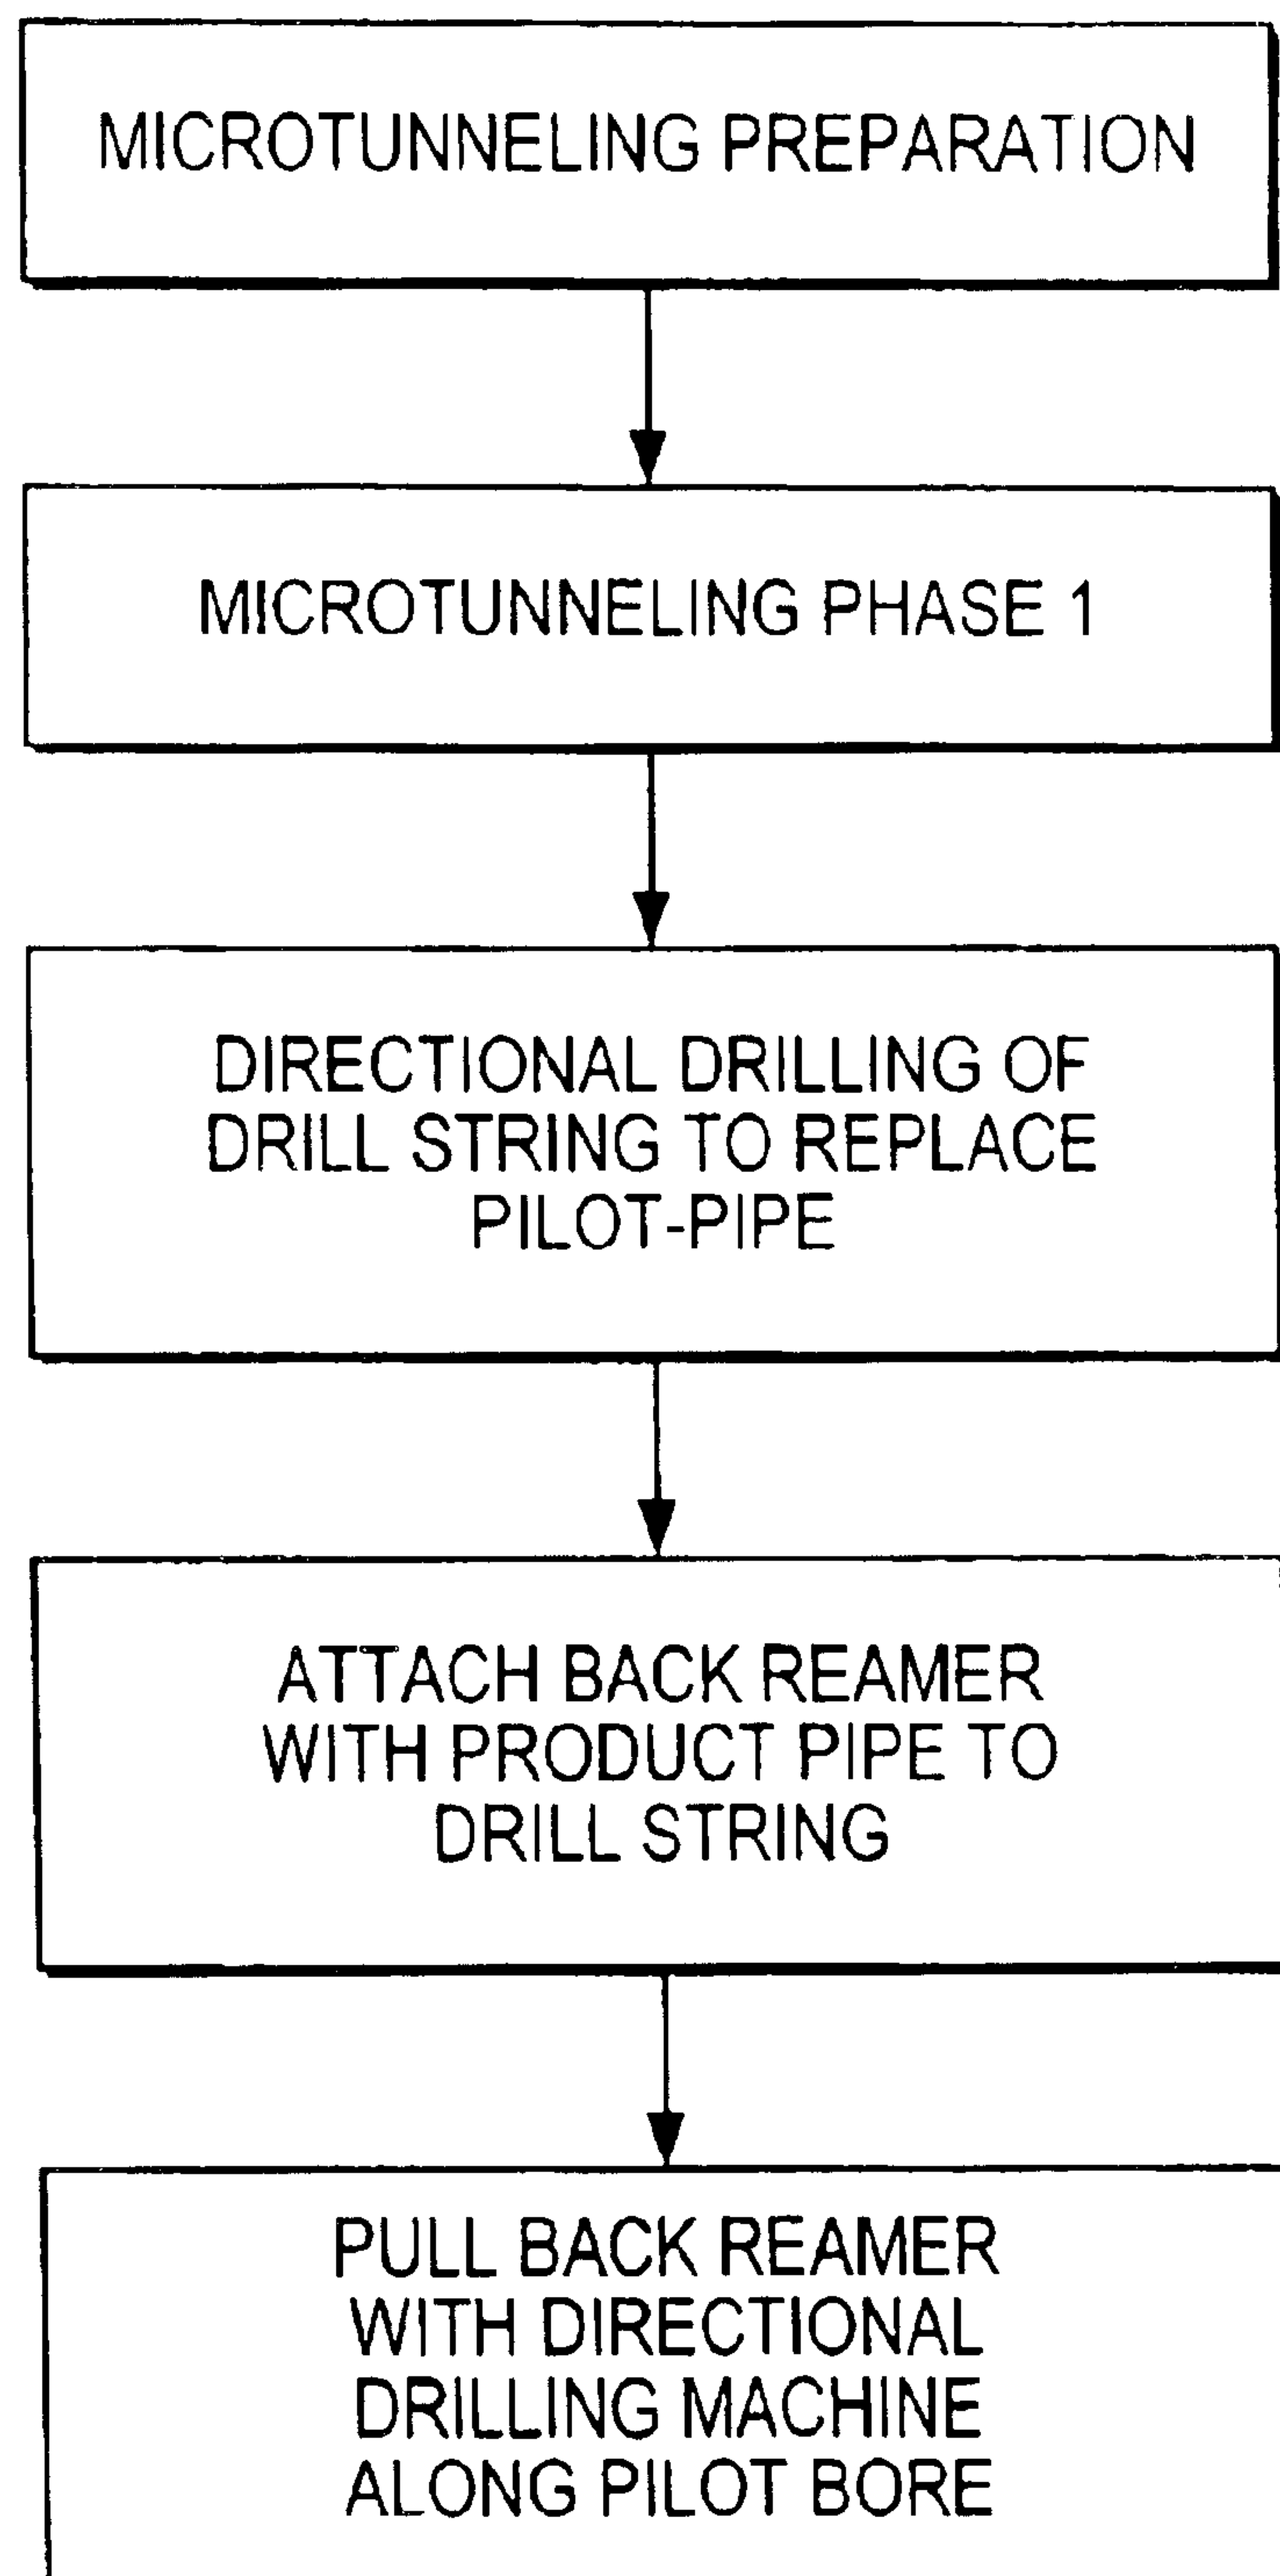 MICROTUNNELING PREPARATION
MICROTUNNELING PHASE 1
DIRECTIONAL DRILLING OF
DRILL STRING TO REPLACE
PILOT-PIPE
ATTACH BACK REAMER
WITH PRODUCT PIPE TO
DRILL STRING
PULL BACK REAMER
WITH DIRECTIONAL
DRILLING MACHINE
ALONG PILOT BORE